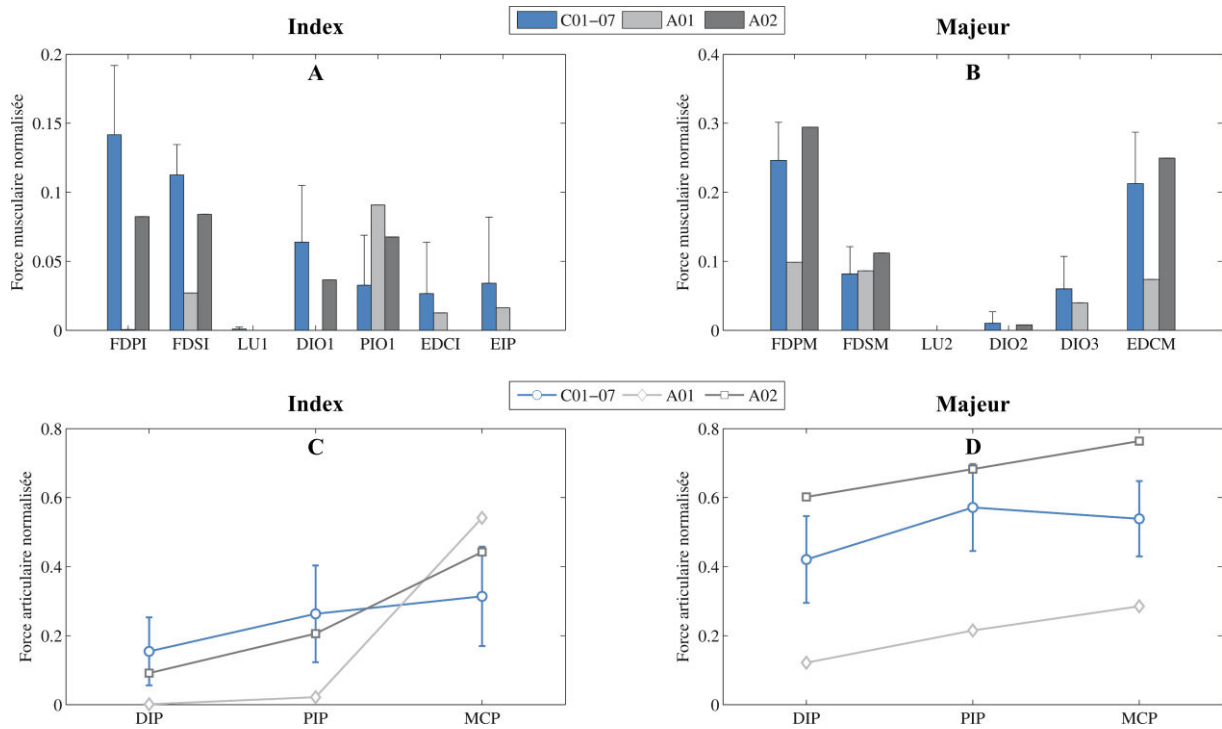 C01−07 A01 A02
Index
Majeur
A
Force musculaire normalisée
0.2
0.15
0.1
0.05
0
FDPI FDSI LU1 DIO1 PIO1 EDCI EIP
B
Force musculaire normalisée
0.4
0.3
0.2
0.1
0
FDPM FDSM LU2 DIO2 DIO3 EDCM
C01−07 A01 A02
Index
Majeur
C
Force articulaire normalisée
0.8
0.6
0.4
0.2
0
DIP PIP MCP
D
Force articulaire normalisée
0.8
0.6
0.4
0.2
0
DIP PIP MCP